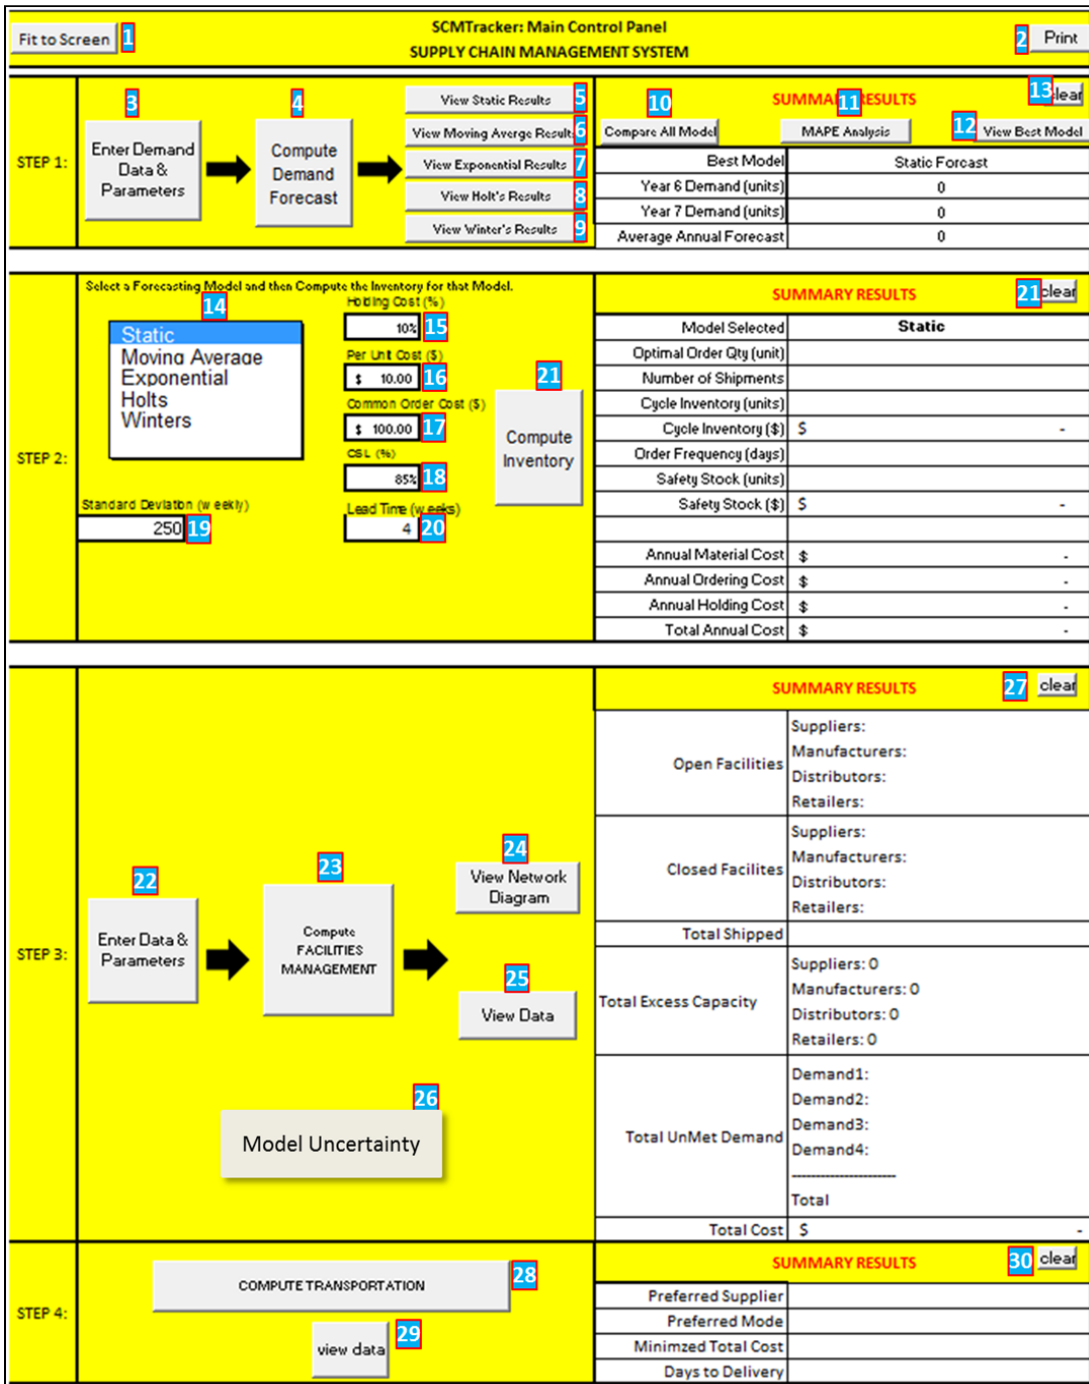 SCMTracker: Main Control Panel
SUPPLY CHAIN MANAGEMENT SYSTEM
Fit to Screen
1
2
Print
STEP 1:
3
Enter Demand
Data &
Parameters
4
Compute
Demand
Forecast
View Static Results
5
View Moving Averge Results
6
View Exponential Results
7
View Holt's Results
8
View Winter's Results
9
SUMMARY RESULTS
13
clear
10
Compare All Model
11
MAPE Analysis
12
View Best Model
Best Model
Static Forcast
Year 6 Demand (units)
0
Year 7 Demand (units)
0
Average Annual Forecast
0
STEP 2:
Select a Forecasting Model and then Compute the Inventory for that Model.
14
Static
Moving Average
Exponential
Holts
Winters
Holding Cost (%)
10%
15
Per Unit Cost ($)
$ 10.00
16
Common Order Cost ($)
$ 100.00
17
CSL (%)
85%
18
Standard Deviation (weekly)
250
19
Lead Time (weeks)
4
20
21
Compute
Inventory
SUMMARY RESULTS
21
clear
Model Selected
Static
Optimal Order Qty (unit)
Number of Shipments
Cycle Inventory (units)
Cycle Inventory ($)
$ -
Order Frequency (days)
Safety Stock (units)
Safety Stock ($)
$ -
Annual Material Cost
$ -
Annual Ordering Cost
$ -
Annual Holding Cost
$ -
Total Annual Cost
$ -
STEP 3:
22
Enter Data &
Parameters
23
Compute
FACILITIES
MANAGEMENT
24
View Network
Diagram
25
View Data
26
Model Uncertainty
SUMMARY RESULTS
27
clear
Open Facilities
Suppliers:
Manufacturers:
Distributors:
Retailers:
Closed Facilites
Suppliers:
Manufacturers:
Distributors:
Retailers:
Total Shipped
Total Excess Capacity
Suppliers: 0
Manufacturers: 0
Distributors: 0
Retailers: 0
Total UnMet Demand
Demand1:
Demand2:
Demand3:
Demand4:
-----------------------
Total
Total Cost
$ -
STEP 4:
COMPUTE TRANSPORTATION
28
view data
29
SUMMARY RESULTS
30
clear
Preferred Supplier
Preferred Mode
Minimzed Total Cost
Days to Delivery